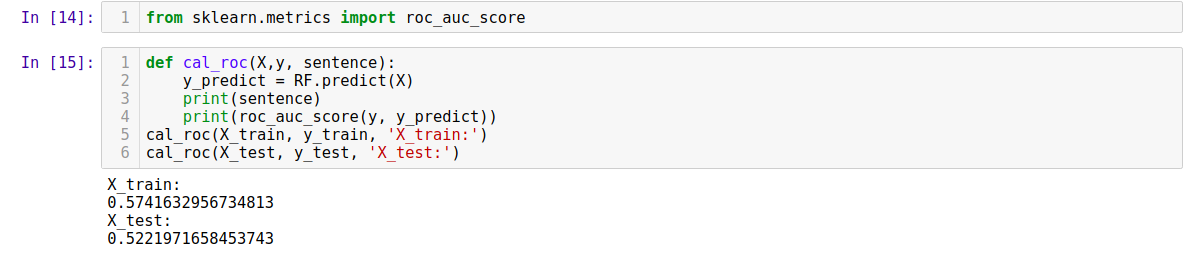 In [14]:
1 from sklearn.metrics import roc_auc_score
In [15]:
1 def cal_roc(X,y, sentence):
2     y_predict = RF.predict(X)
3     print(sentence)
4     print(roc_auc_score(y, y_predict))
5 cal_roc(X_train, y_train, 'X_train:')
6 cal_roc(X_test, y_test, 'X_test:')
X_train:
0.5741632956734813
X_test:
0.5221971658453743